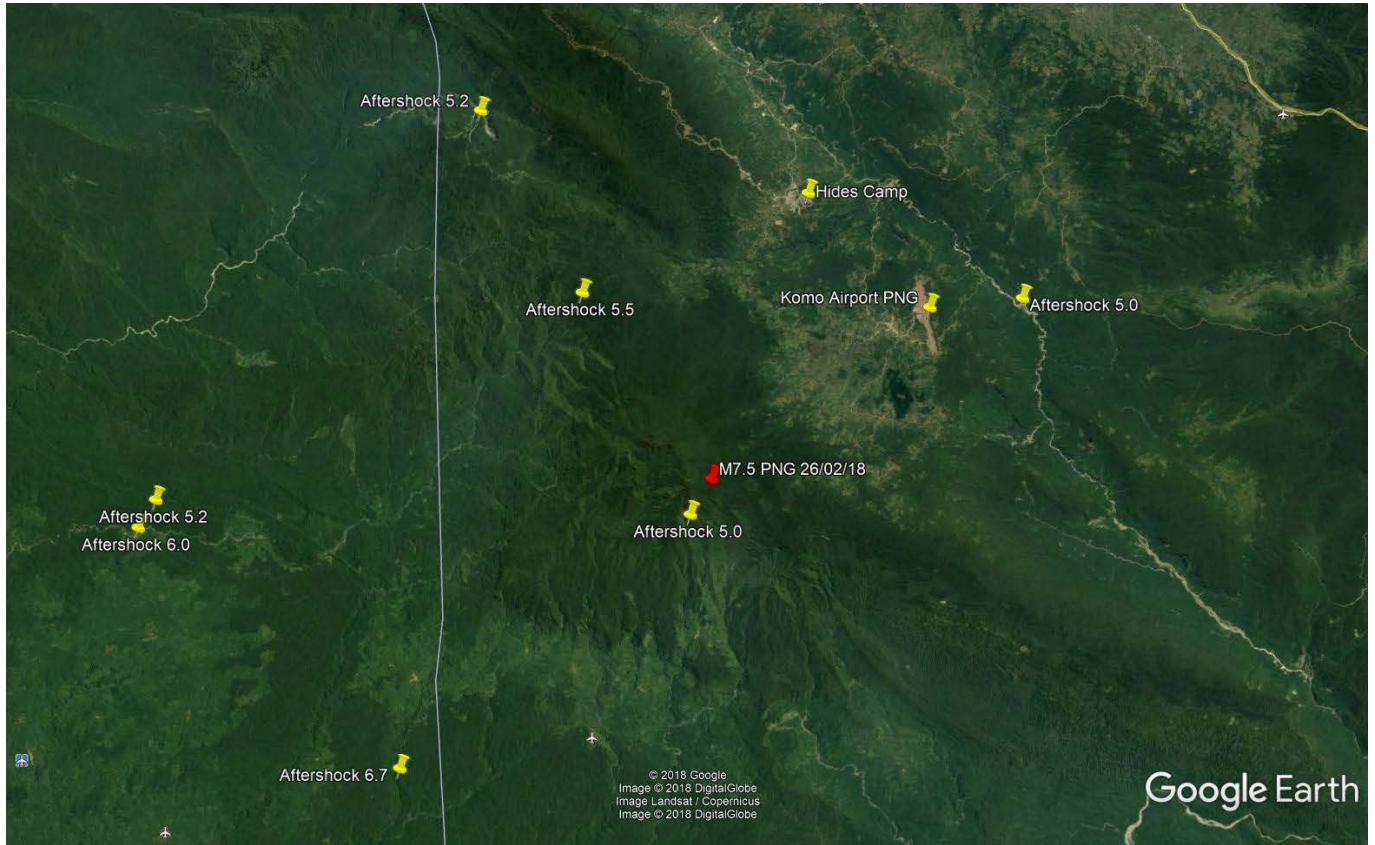 Aftershock 5.2
Hides Camp
Aftershock 5.5
Komo Airport PNG
Aftershock 5.0
M7.5 PNG 26/02/18
Aftershock 5.2
Aftershock 6.0
Aftershock 5.0
Aftershock 6.7
© 2018 Google
Image © 2018 DigitalGlobe
Image Landsat / Copernicus
Image © 2018 DigitalGlobe
Google Earth